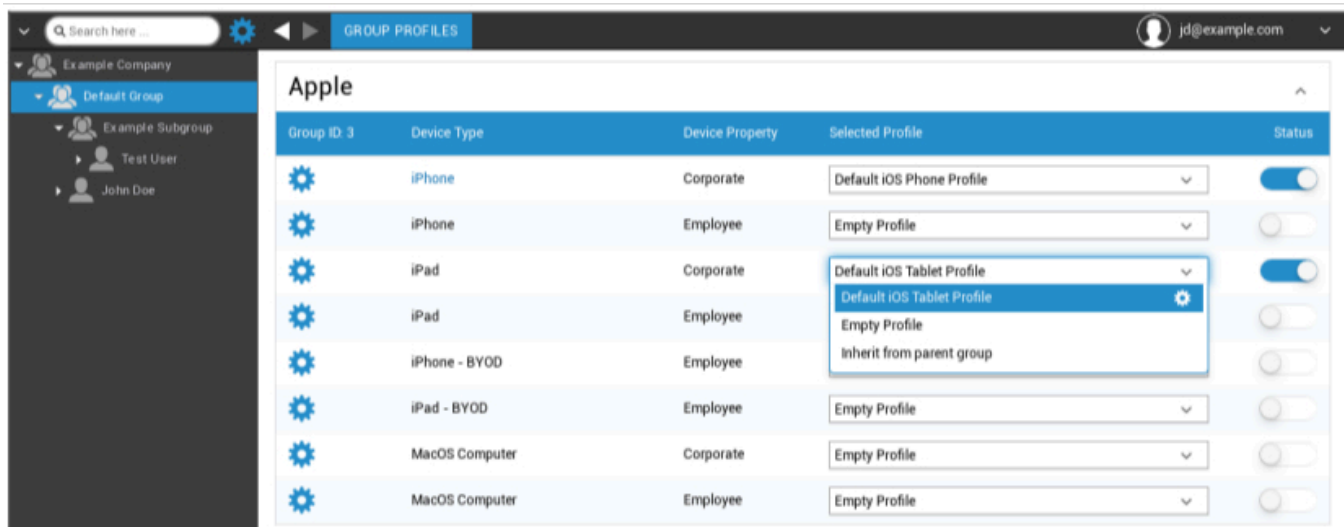 Search here ...
GROUP PROFILES
jd@example.com
Example Company
Default Group
Example Subgroup
Test User
John Doe
Apple
Group ID: 3 Device Type Device Property Selected Profile Status
iPhone Corporate Default iOS Phone Profile
iPhone Employee Empty Profile
iPad Corporate Default iOS Tablet Profile
Default iOS Tablet Profile
iPad Employee Empty Profile
Inherit from parent group
iPhone - BYOD Employee
iPad - BYOD Employee Empty Profile
MacOS Computer Corporate Empty Profile
MacOS Computer Employee Empty Profile